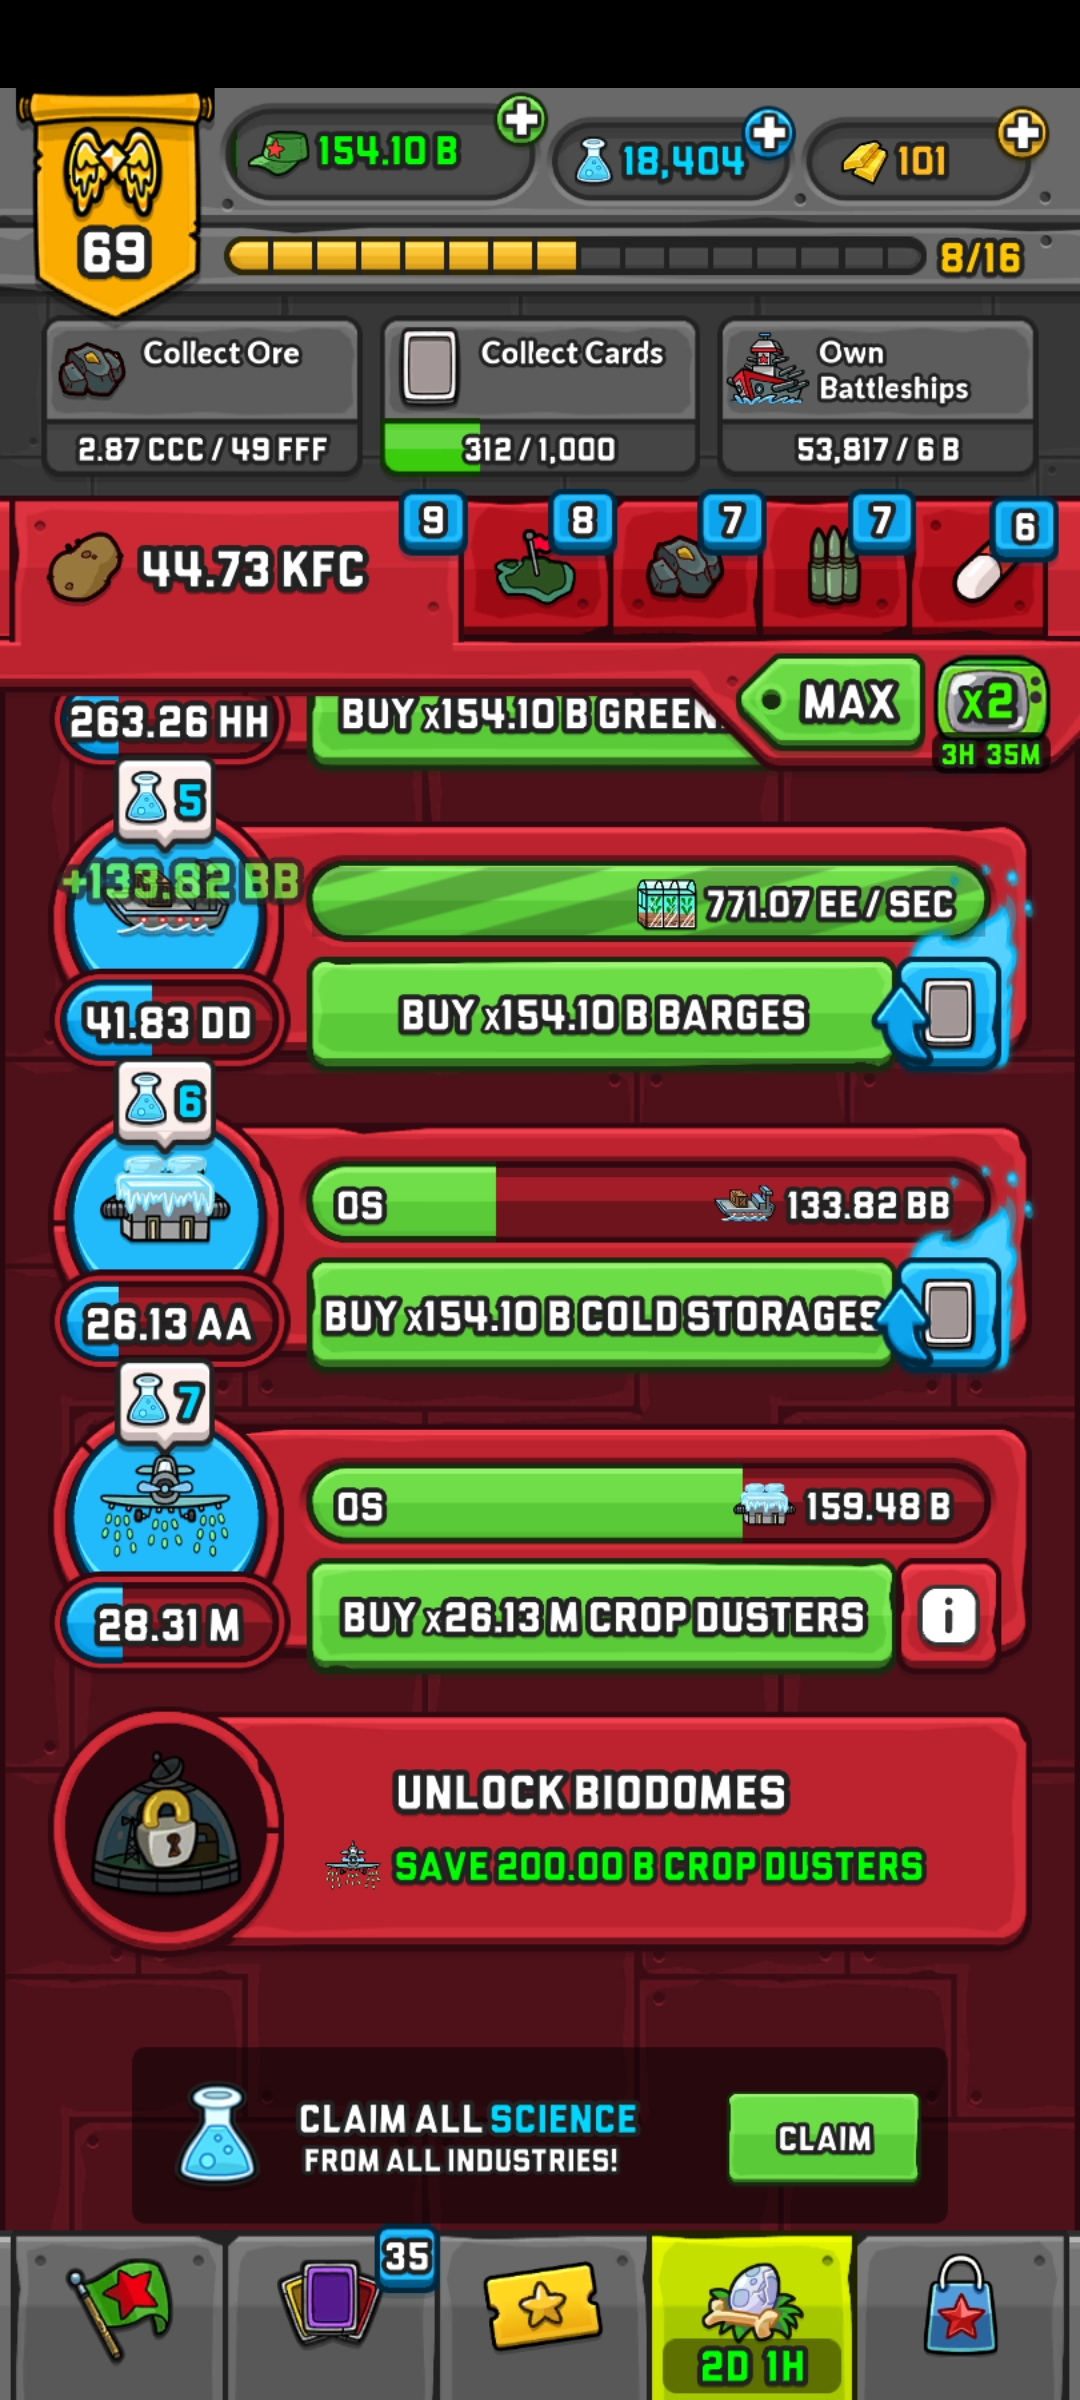 154.10 B
18,404
101
69
8/16
Collect Ore
2.87 CCC / 49 FFF
Collect Cards
312 / 1,000
Own
Battleships
53,817 / 6 B
44.73 KFC
9
8
7
7
6
MAX
x2
3H 35M
263.26 HH
BUY x154.10 B GREEN
5
+133.82 BB
771.07 EE / SEC
41.83 DD
BUY x154.10 B BARGES
6
0S
133.82 BB
26.13 AA
BUY x154.10 B COLD STORAGES
7
0S
159.48 B
28.31 M
BUY x26.13 M CROP DUSTERS
i
UNLOCK BIODOMES
SAVE 200.00 B CROP DUSTERS
CLAIM ALL SCIENCE
FROM ALL INDUSTRIES!
CLAIM
35
2D 1H